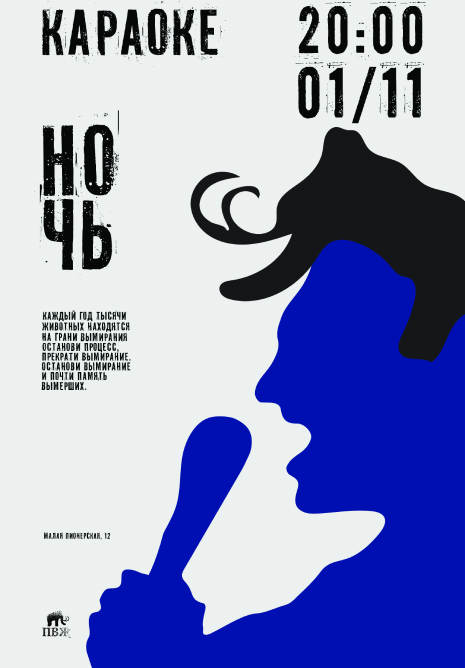 КАРАОКЕ
20:00
01/11
НО
ЧЬ
КАЖДЫЙ ГОД ТЫСЯЧИ
ЖИВОТНЫХ НАХОДЯТСЯ
НА ГРАНИ ВЫМИРАНИЯ
ОСТАНОВИ ПРОЦЕСС,
ПРЕКРАТИ ВЫМИРАНИЕ.
ОСТАНОВИ ВЫМИРАНИЕ
И ПОЧТИ ПАМЯТЬ
ВЫМЕРШИХ.
МАЛАЯ ПИОНЕРСКАЯ, 12
ПВЖ